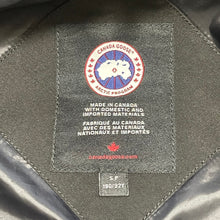 CANADA GOOSE
ARCTIC PROGRAM
MADE IN CANADA
WITH DOMESTIC AND
IMPORTED MATERIALS
FABRIQUÉ AU CANADA
AVEC DES MATÉRIAUX
NATIONAUX ET IMPORTÉS
canadagoose.com
S/P